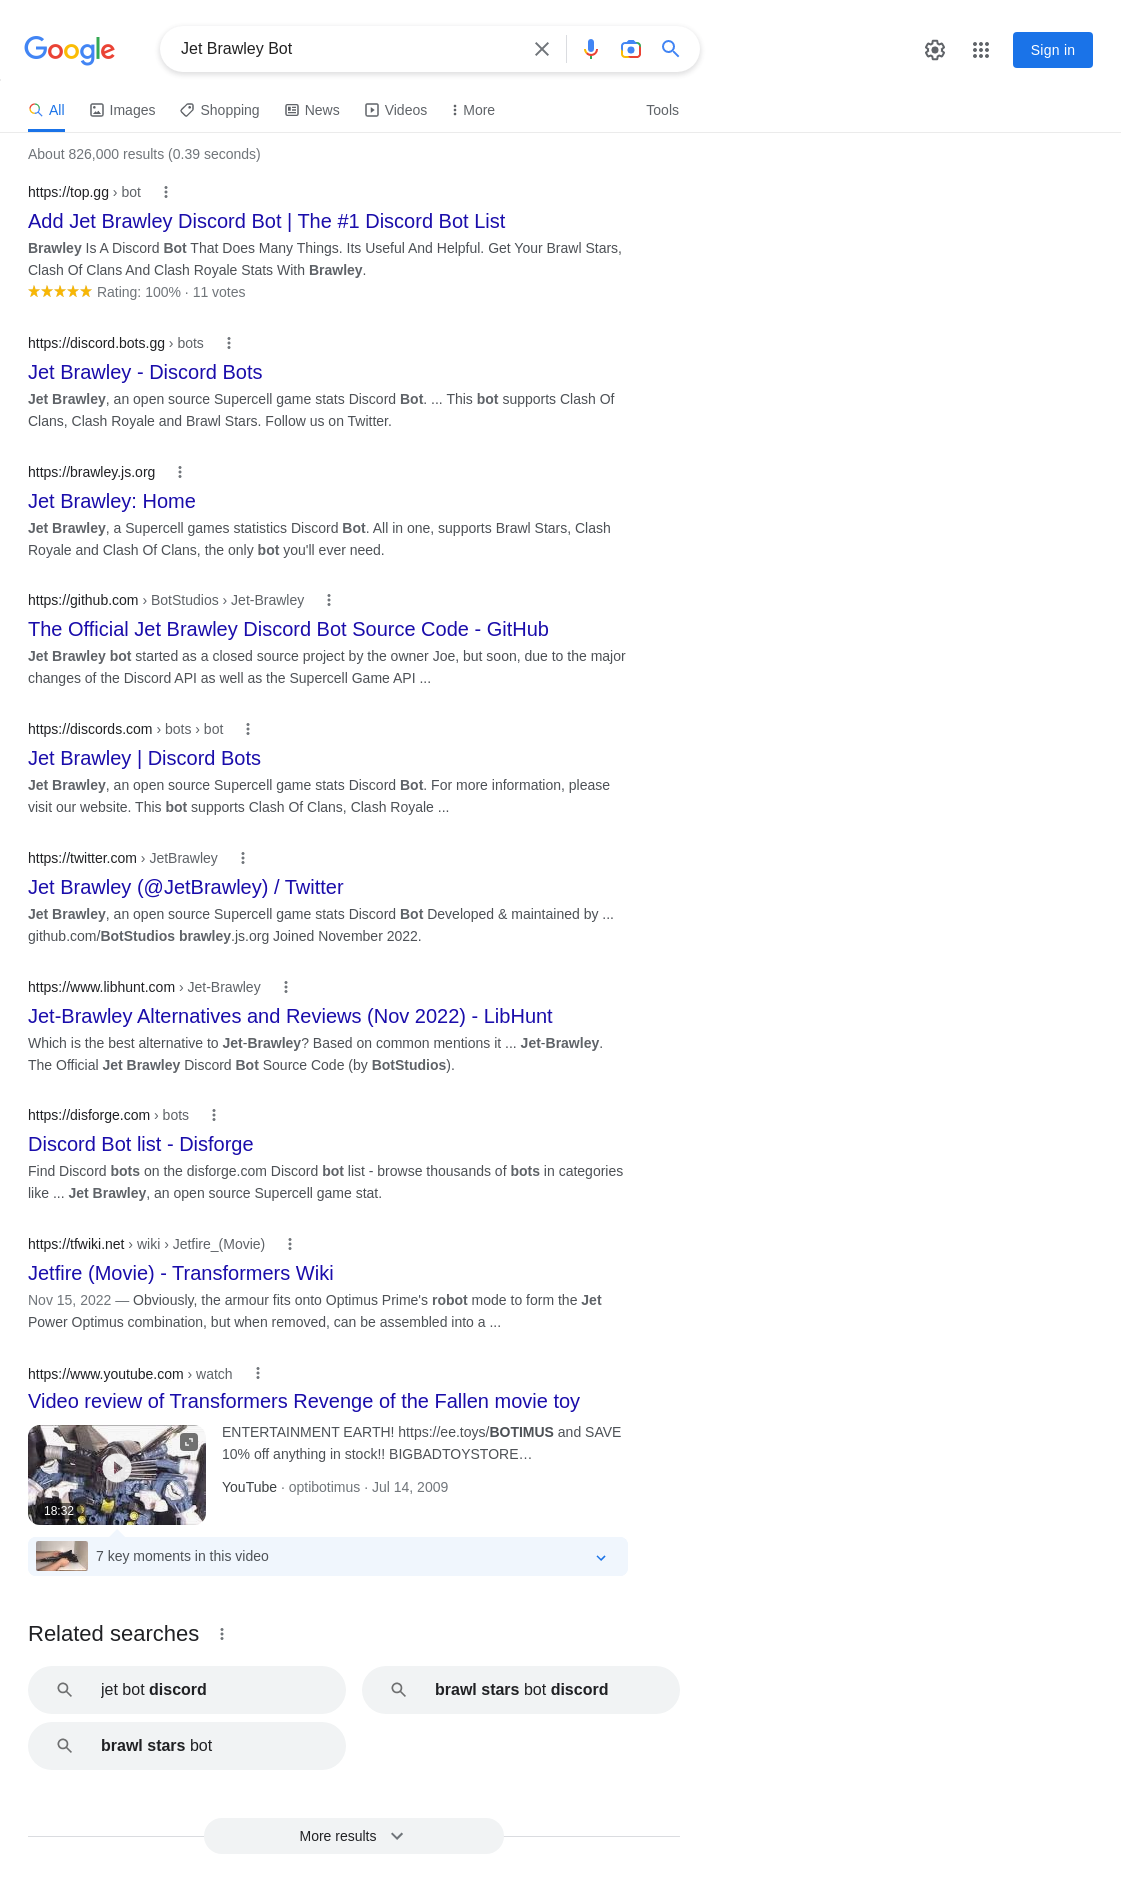 Google
Jet Brawley Bot
Sign in
All Images Shopping News Videos More Tools
About 826,000 results (0.39 seconds)
https://top.gg › bot
Add Jet Brawley Discord Bot | The #1 Discord Bot List
Brawley Is A Discord Bot That Does Many Things. Its Useful And Helpful. Get Your Brawl Stars,
Clash Of Clans And Clash Royale Stats With Brawley.
Rating: 100% · 11 votes
https://discord.bots.gg › bots
Jet Brawley - Discord Bots
Jet Brawley, an open source Supercell game stats Discord Bot. ... This bot supports Clash Of
Clans, Clash Royale and Brawl Stars. Follow us on Twitter.
https://brawley.js.org
Jet Brawley: Home
Jet Brawley, a Supercell games statistics Discord Bot. All in one, supports Brawl Stars, Clash
Royale and Clash Of Clans, the only bot you'll ever need.
https://github.com › BotStudios › Jet-Brawley
The Official Jet Brawley Discord Bot Source Code - GitHub
Jet Brawley bot started as a closed source project by the owner Joe, but soon, due to the major
changes of the Discord API as well as the Supercell Game API ...
https://discords.com › bots › bot
Jet Brawley | Discord Bots
Jet Brawley, an open source Supercell game stats Discord Bot. For more information, please
visit our website. This bot supports Clash Of Clans, Clash Royale ...
https://twitter.com › JetBrawley
Jet Brawley (@JetBrawley) / Twitter
Jet Brawley, an open source Supercell game stats Discord Bot Developed & maintained by ...
github.com/BotStudios brawley.js.org Joined November 2022.
https://www.libhunt.com › Jet-Brawley
Jet-Brawley Alternatives and Reviews (Nov 2022) - LibHunt
Which is the best alternative to Jet-Brawley? Based on common mentions it ... Jet-Brawley.
The Official Jet Brawley Discord Bot Source Code (by BotStudios).
https://disforge.com › bots
Discord Bot list - Disforge
Find Discord bots on the disforge.com Discord bot list - browse thousands of bots in categories
like ... Jet Brawley, an open source Supercell game stat.
https://tfwiki.net › wiki › Jetfire_(Movie)
Jetfire (Movie) - Transformers Wiki
Nov 15, 2022 — Obviously, the armour fits onto Optimus Prime's robot mode to form the Jet
Power Optimus combination, but when removed, can be assembled into a ...
https://www.youtube.com › watch
Video review of Transformers Revenge of the Fallen movie toy
ENTERTAINMENT EARTH! https://ee.toys/BOTIMUS and SAVE
10% off anything in stock!! BIGBADTOYSTORE…
YouTube · optibotimus · Jul 14, 2009
18:32
7 key moments in this video
Related searches
jet bot discord
brawl stars bot discord
brawl stars bot
More results